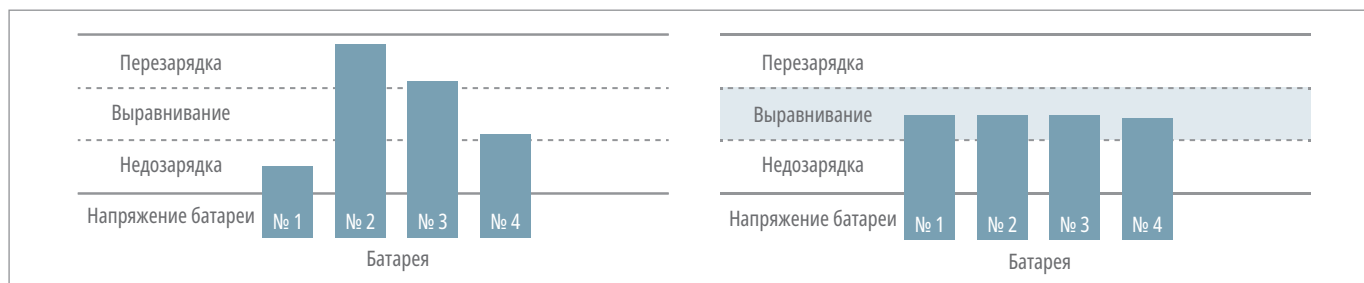 Перезарядка
Выравнивание
Недозарядка
Напряжение батареи
№ 1
№ 2
№ 3
№ 4
Батарея
Перезарядка
Выравнивание
Недозарядка
Напряжение батареи
№ 1
№ 2
№ 3
№ 4
Батарея